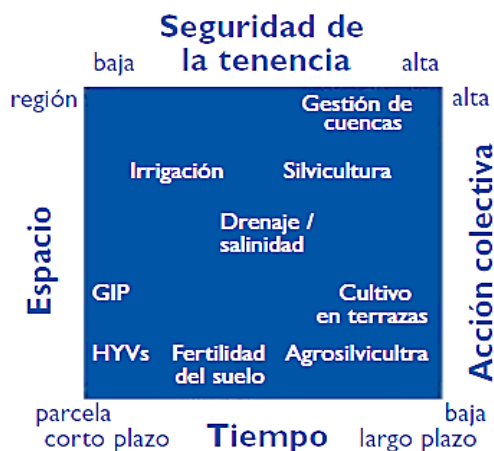 Seguridad de
la tenencia
baja
alta
región
alta
Gestión de
cuencas
Irrigación
Silvicultura
Drenaje /
salinidad
Espacio
Acción colectiva
GIP
Cultivo
en terrazas
HYVs
Fertilidad
del suelo
Agrosilvicultra
parcela
baja
corto plazo
Tiempo
largo plazo